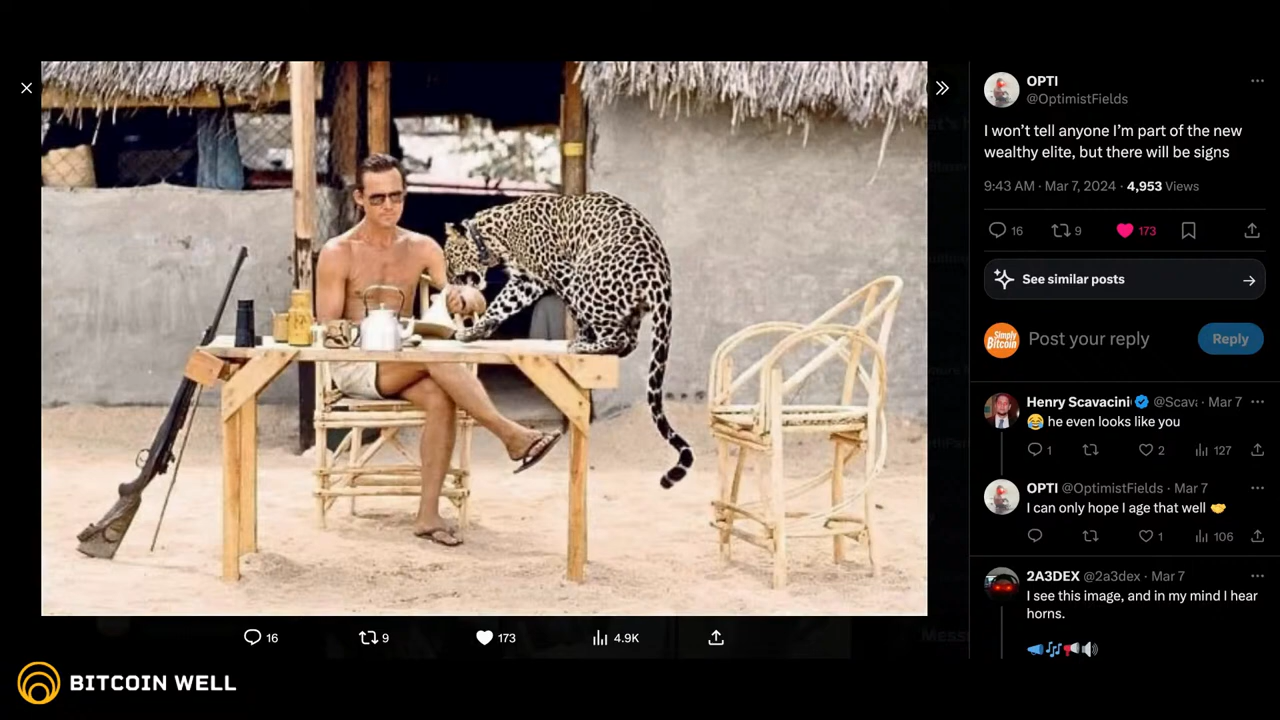 OPTI
@OptimistFields
I won't tell anyone I'm part of the new
wealthy elite, but there will be signs
9:43 AM · Mar 7, 2024 · 4,953 Views
16 9 173
See similar posts
Simply
Bitcoin
Post your reply
Reply
Henry Scavacini @Scava · Mar 7
😂 he even looks like you
1 2 127
OPTI @OptimistFields · Mar 7
I can only hope I age that well 🤝
1 106
2A3DEX @2a3dex · Mar 7
I see this image, and in my mind I hear
horns.
📣🎶📢🔊
16 9 173 4.9K
BITCOIN WELL